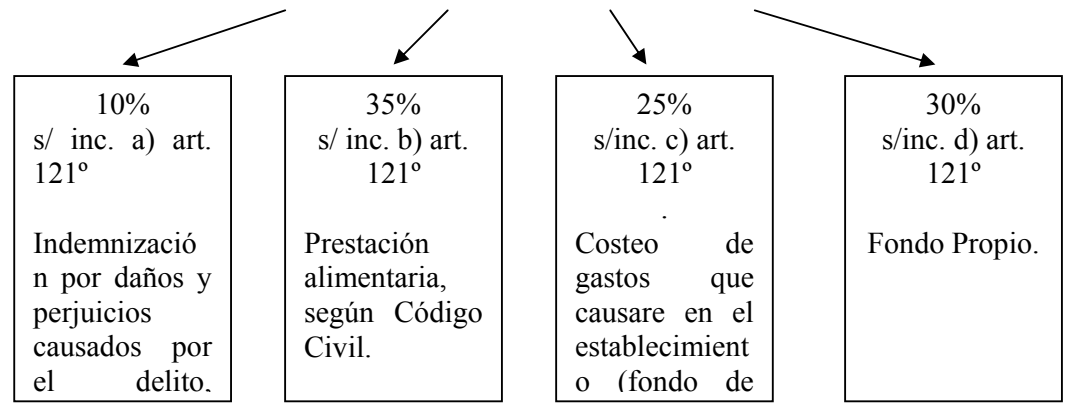 10%
s/ inc. a) art.
121º
Indemnizació
n por daños y
perjuicios
causados por
el delito,
35%
s/ inc. b) art.
121º
Prestación
alimentaria,
según Código
Civil.
25%
s/inc. c) art.
121º
.
Costeo de
gastos que
causare en el
establecimient
o (fondo de
30%
s/inc. d) art.
121º
Fondo Propio.